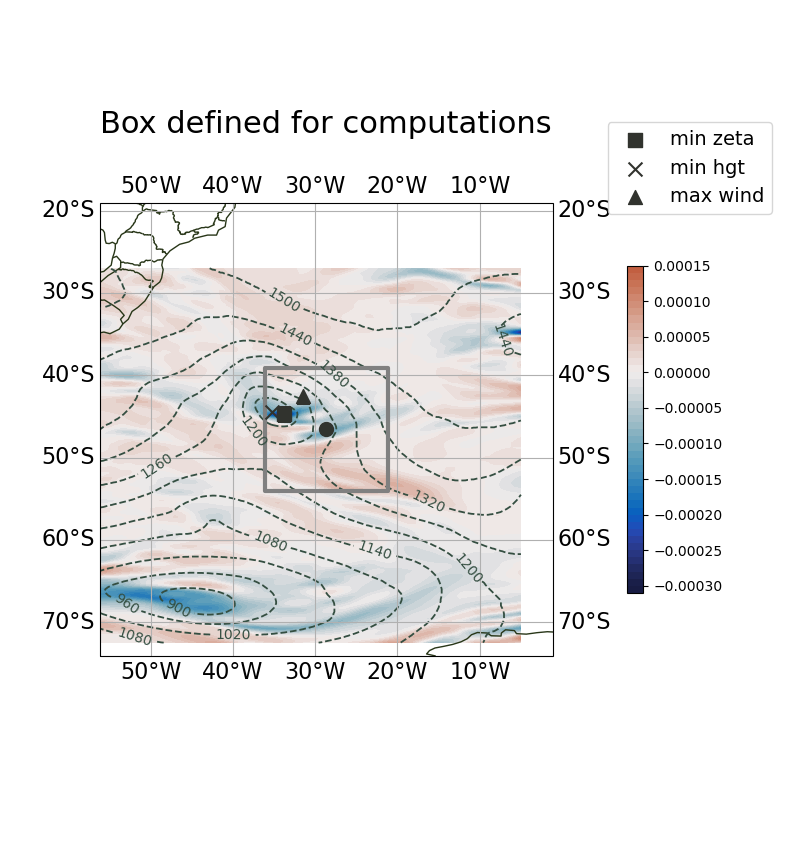 Box defined for computations
min zeta
min hgt
max wind
50°W 40°W 30°W 20°W 10°W
20°S 20°S
30°S 30°S
40°S 40°S
50°S 50°S
60°S 60°S
70°S 70°S
50°W 40°W 30°W 20°W 10°W
1500
1440
1440
1380
1200
1260
1320
1080
1140
1200
960
900
1080
1020
0.00015
0.00010
0.00005
0.00000
−0.00005
−0.00010
−0.00015
−0.00020
−0.00025
−0.00030